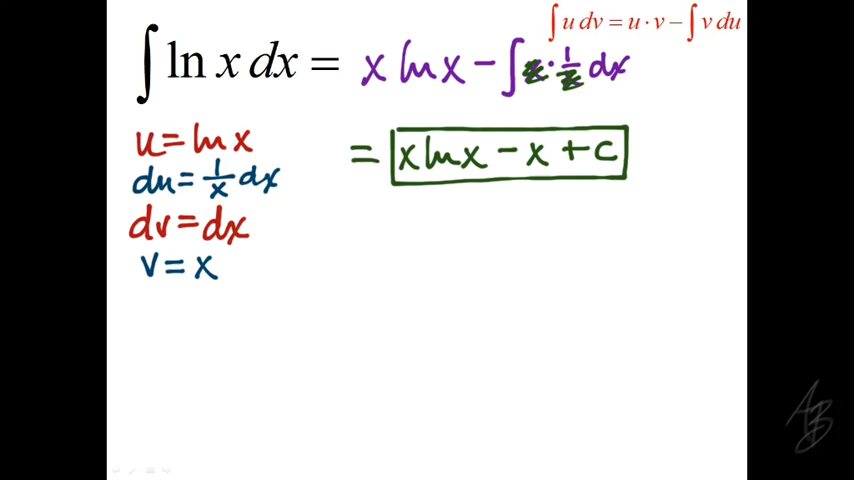 ∫ u dv = u · v − ∫ v du
∫ ln x dx = x ln x − ∫ x · 1/x dx
u = ln x
du = 1/x dx
dv = dx
v = x
= x ln x − x + c